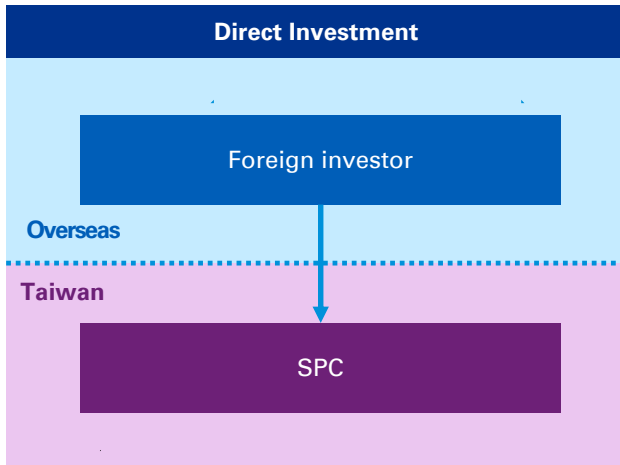 Direct Investment
Foreign investor
Overseas
Taiwan
SPC